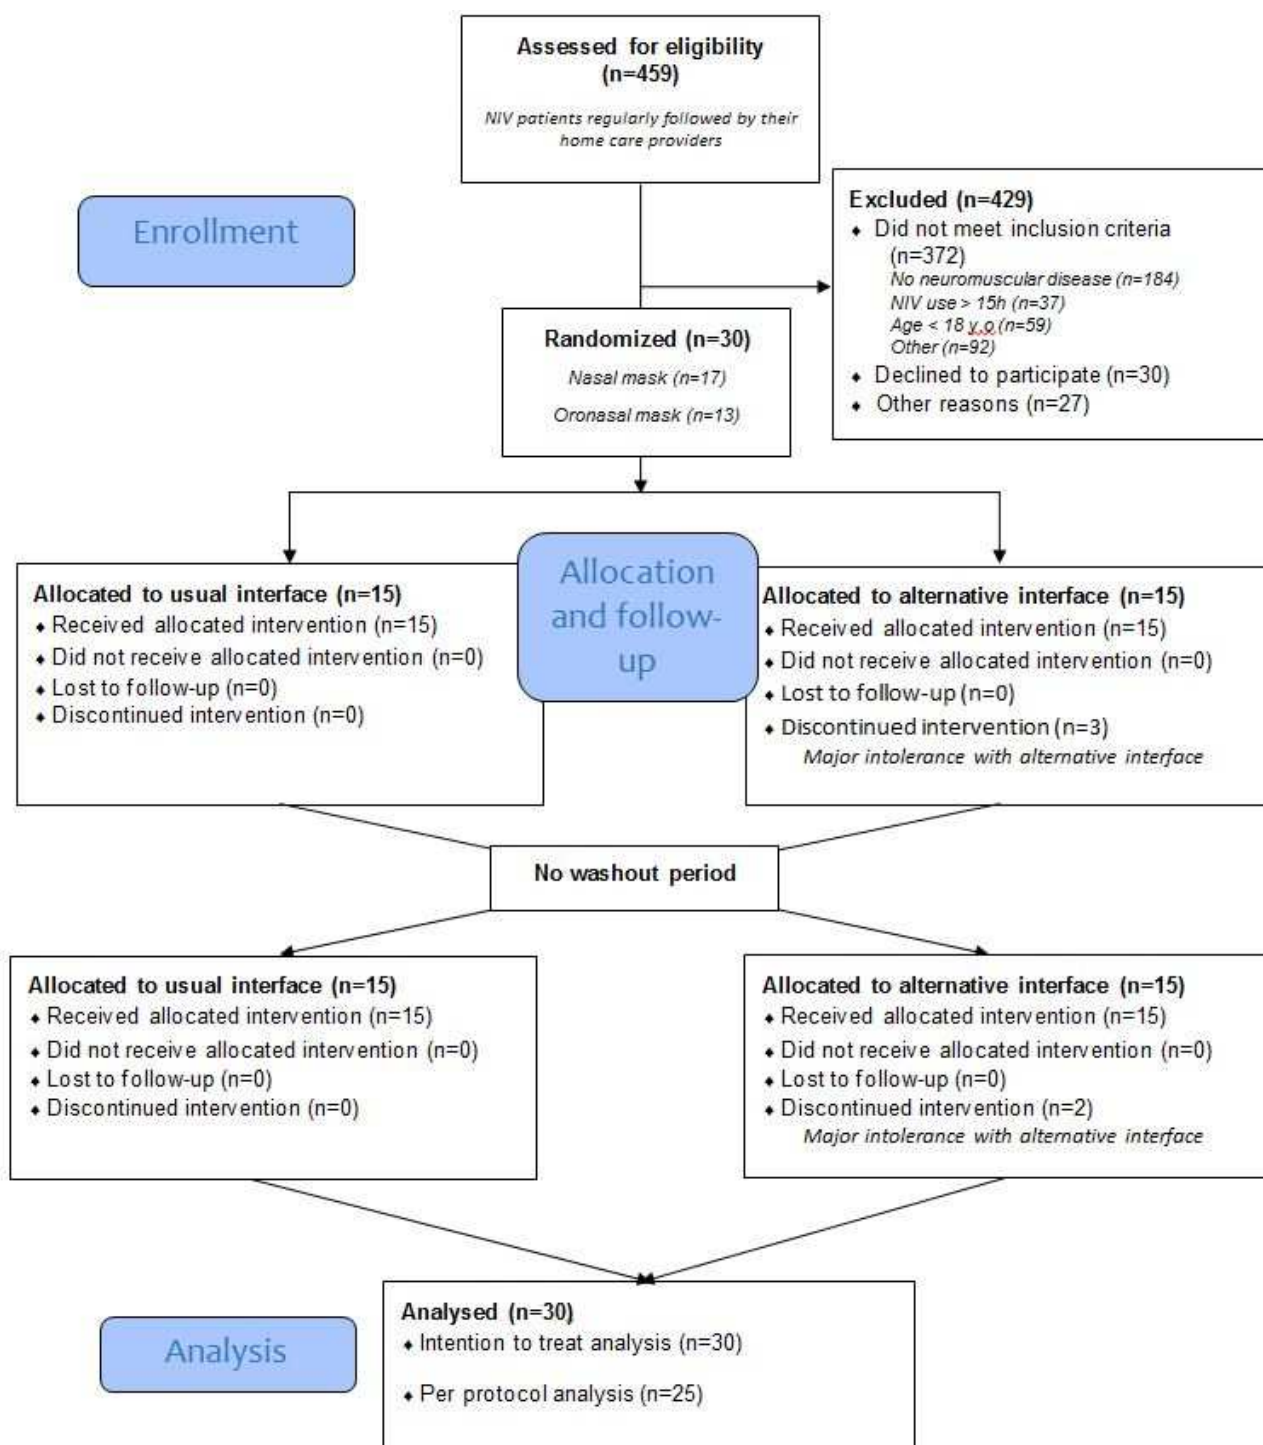 Assessed for eligibility
(n=459)
NIV patients regularly followed by their
home care providers
Enrollment
Excluded (n=429)
♦ Did not meet inclusion criteria
(n=372)
No neuromuscular disease (n=184)
NIV use > 15h (n=37)
Age < 18 y.o (n=59)
Other (n=92)
♦ Declined to participate (n=30)
♦ Other reasons (n=27)
Randomized (n=30)
Nasal mask (n=17)
Oronasal mask (n=13)
Allocation
and follow-
up
Allocated to usual interface (n=15)
♦ Received allocated intervention (n=15)
♦ Did not receive allocated intervention (n=0)
♦ Lost to follow-up (n=0)
♦ Discontinued intervention (n=0)
Allocated to alternative interface (n=15)
♦ Received allocated intervention (n=15)
♦ Did not receive allocated intervention (n=0)
♦ Lost to follow-up (n=0)
♦ Discontinued intervention (n=3)
Major intolerance with alternative interface
No washout period
Allocated to usual interface (n=15)
♦ Received allocated intervention (n=15)
♦ Did not receive allocated intervention (n=0)
♦ Lost to follow-up (n=0)
♦ Discontinued intervention (n=0)
Allocated to alternative interface (n=15)
♦ Received allocated intervention (n=15)
♦ Did not receive allocated intervention (n=0)
♦ Lost to follow-up (n=0)
♦ Discontinued intervention (n=2)
Major intolerance with alternative interface
Analysis
Analysed (n=30)
♦ Intention to treat analysis (n=30)
♦ Per protocol analysis (n=25)